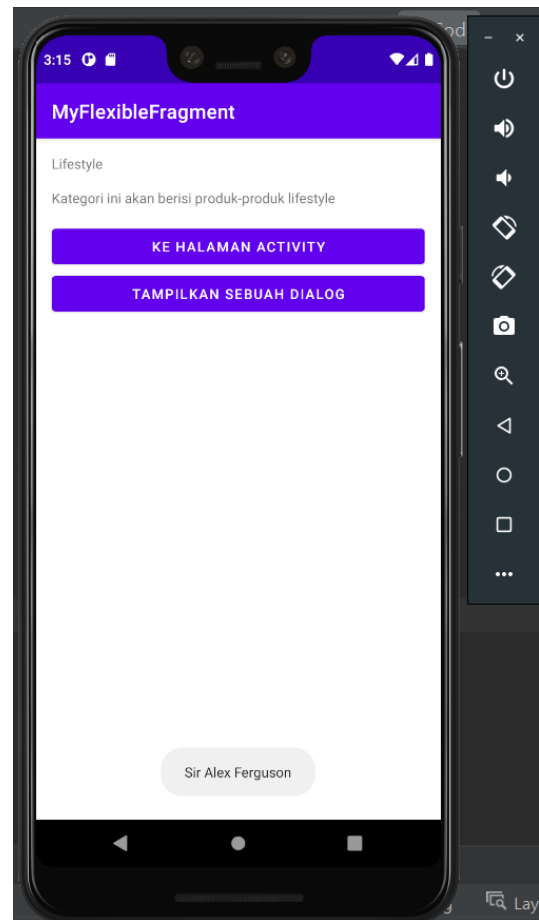 3:15
MyFlexibleFragment
Lifestyle
Kategori ini akan berisi produk-produk lifestyle
KE HALAMAN ACTIVITY
TAMPILKAN SEBUAH DIALOG
Sir Alex Ferguson
Lay